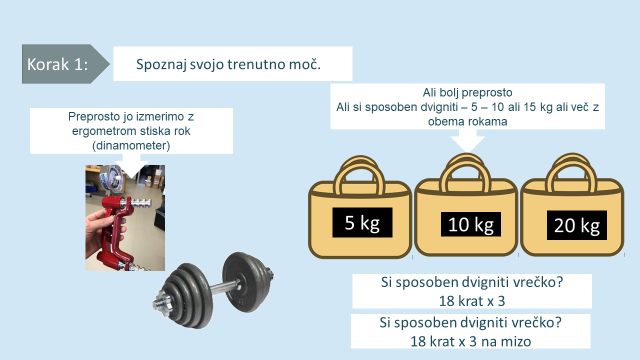 Korak 1:
Spoznaj svojo trenutno moč.
Preprosto jo izmerimo z
ergometrom stiska rok
(dinamometer)
Ali bolj preprosto
Ali si sposoben dvigniti – 5 – 10 ali 15 kg ali več z
obema rokama
5 kg
10 kg
20 kg
Si sposoben dvigniti vrečko?
18 krat x 3
Si sposoben dvigniti vrečko?
18 krat x 3 na mizo